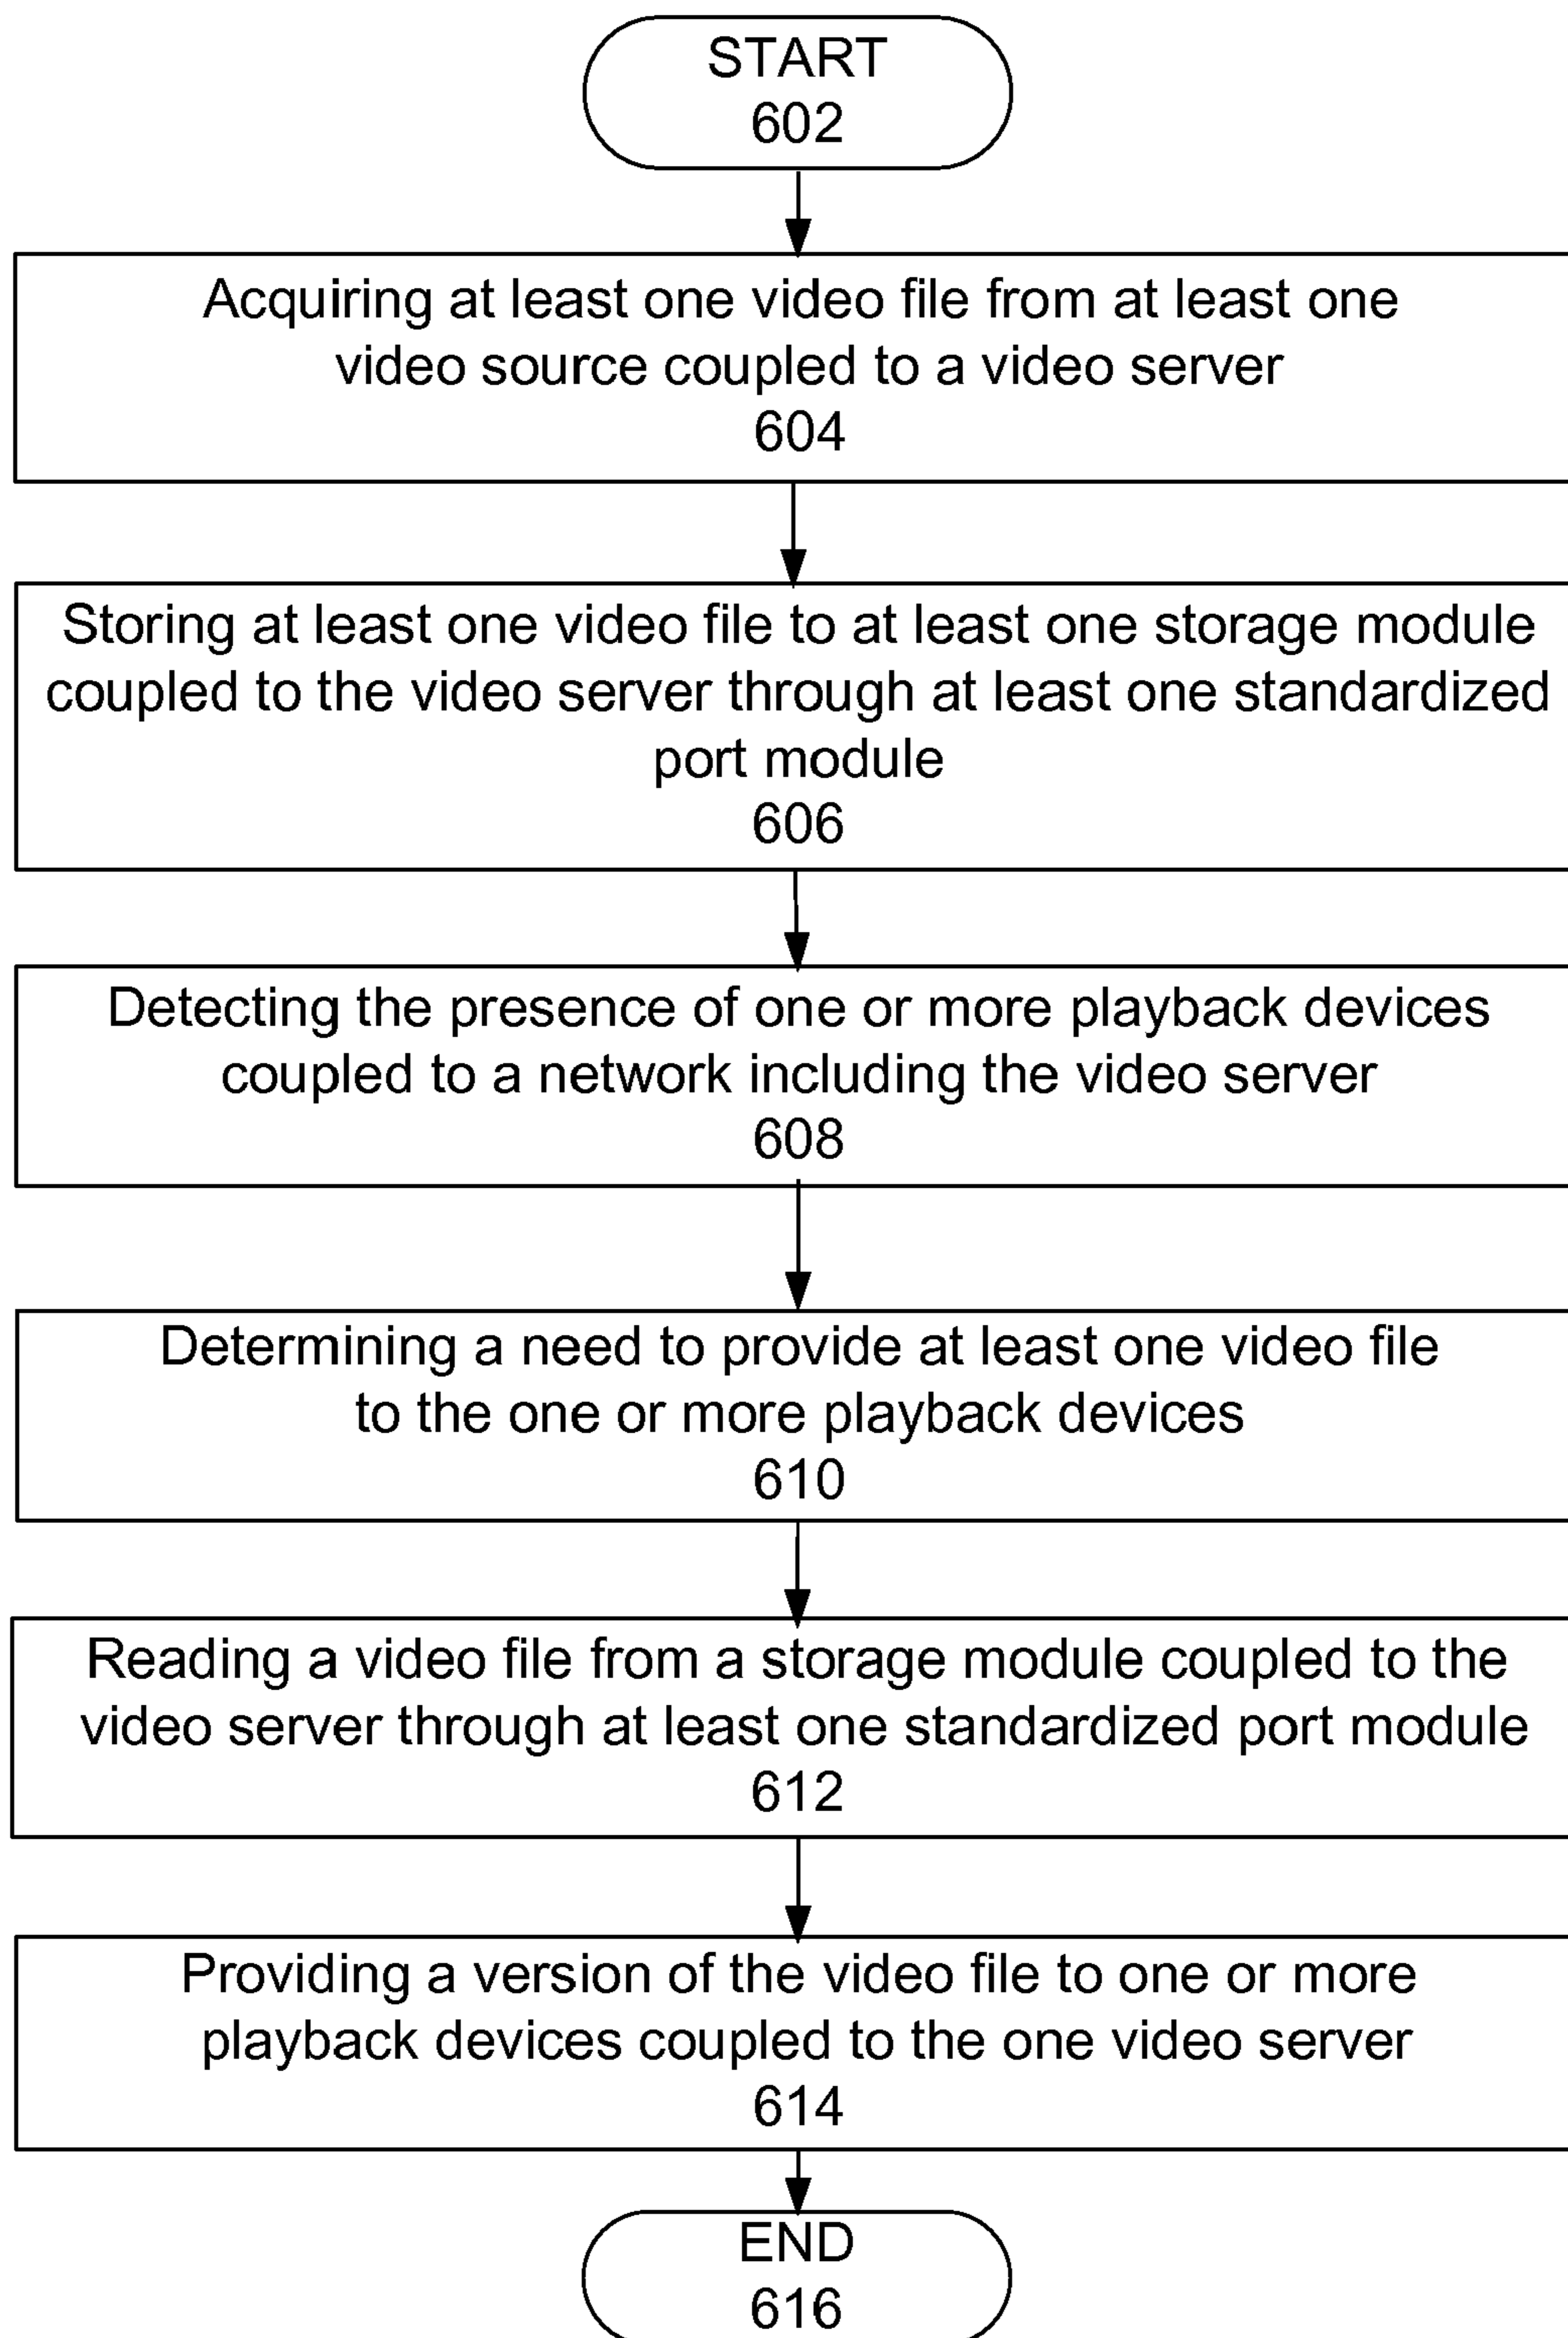 START
602
Acquiring at least one video file from at least one
video source coupled to a video server
604
Storing at least one video file to at least one storage module
coupled to the video server through at least one standardized
port module
606
Detecting the presence of one or more playback devices
coupled to a network including the video server
608
Determining a need to provide at least one video file
to the one or more playback devices
610
Reading a video file from a storage module coupled to the
video server through at least one standardized port module
612
Providing a version of the video file to one or more
playback devices coupled to the one video server
614
END
616